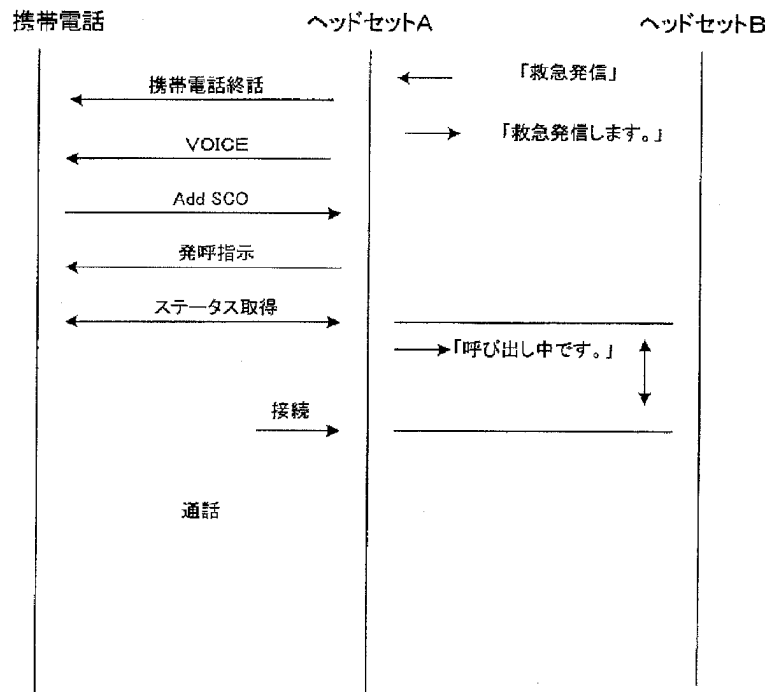 携帯電話
ヘッドセットA
ヘッドセットB
「救急発信」
携帯電話終話
「救急発信します。」
VOICE
Add SCO
発呼指示
ステータス取得
「呼び出し中です。」
接続
通話